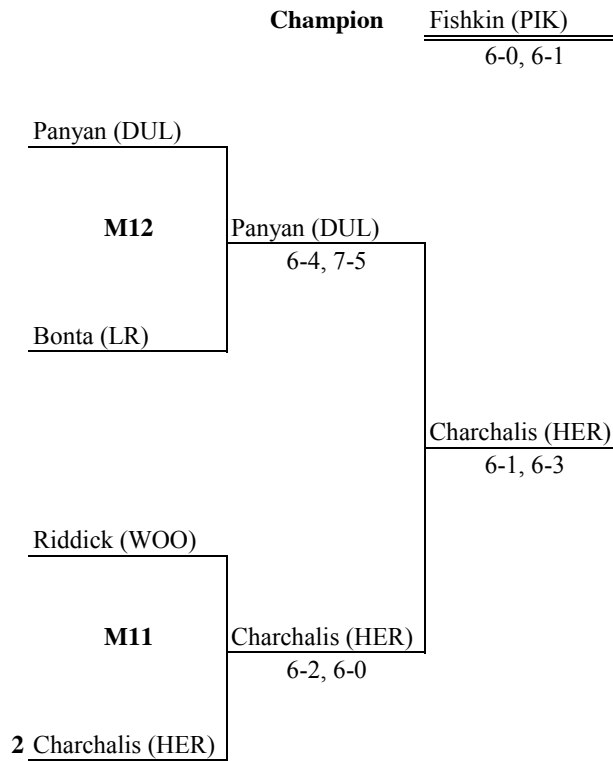 Champion Fishkin (PIK)
6-0, 6-1
Panyan (DUL)
M12 Panyan (DUL)
6-4, 7-5
Bonta (LR)
Charchalis (HER)
6-1, 6-3
Riddick (WOO)
M11 Charchalis (HER)
6-2, 6-0
2 Charchalis (HER)